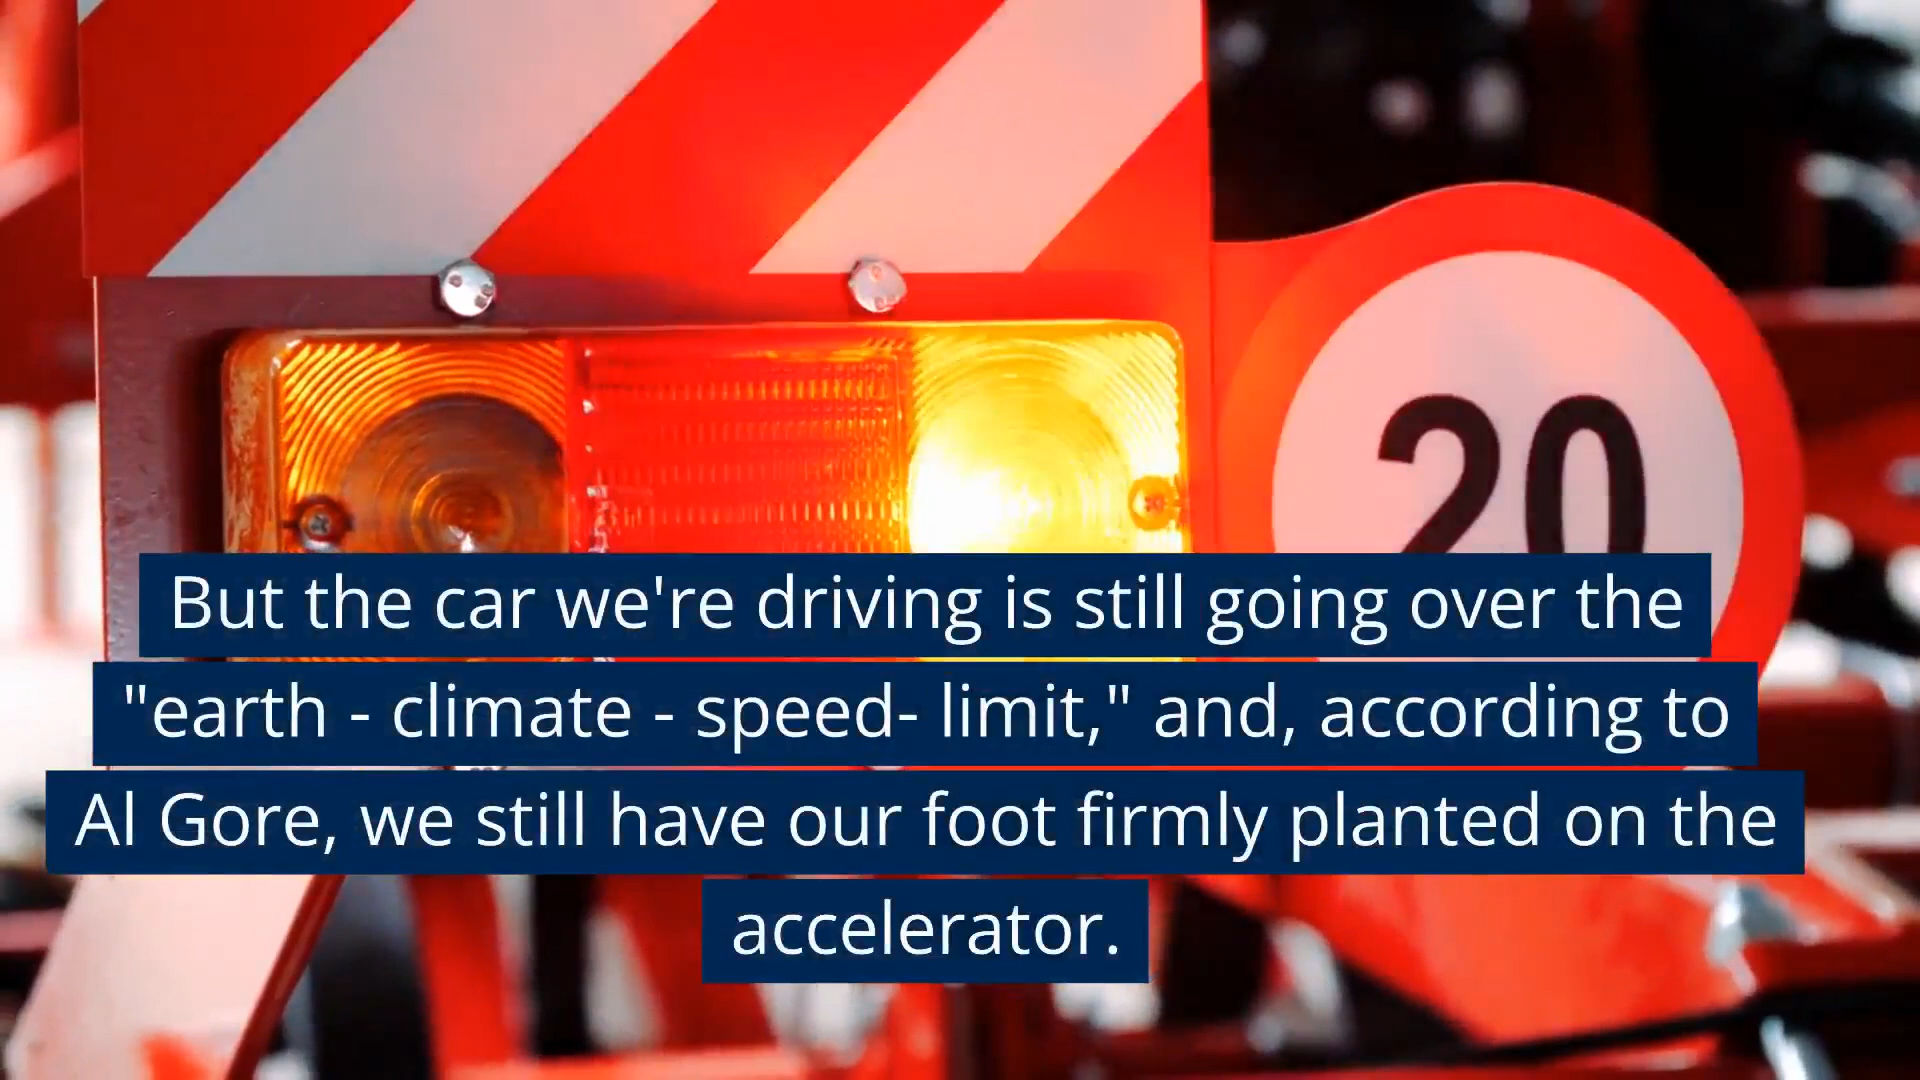 20
But the car we're driving is still going over the
"earth - climate - speed- limit," and, according to
Al Gore, we still have our foot firmly planted on the
accelerator.